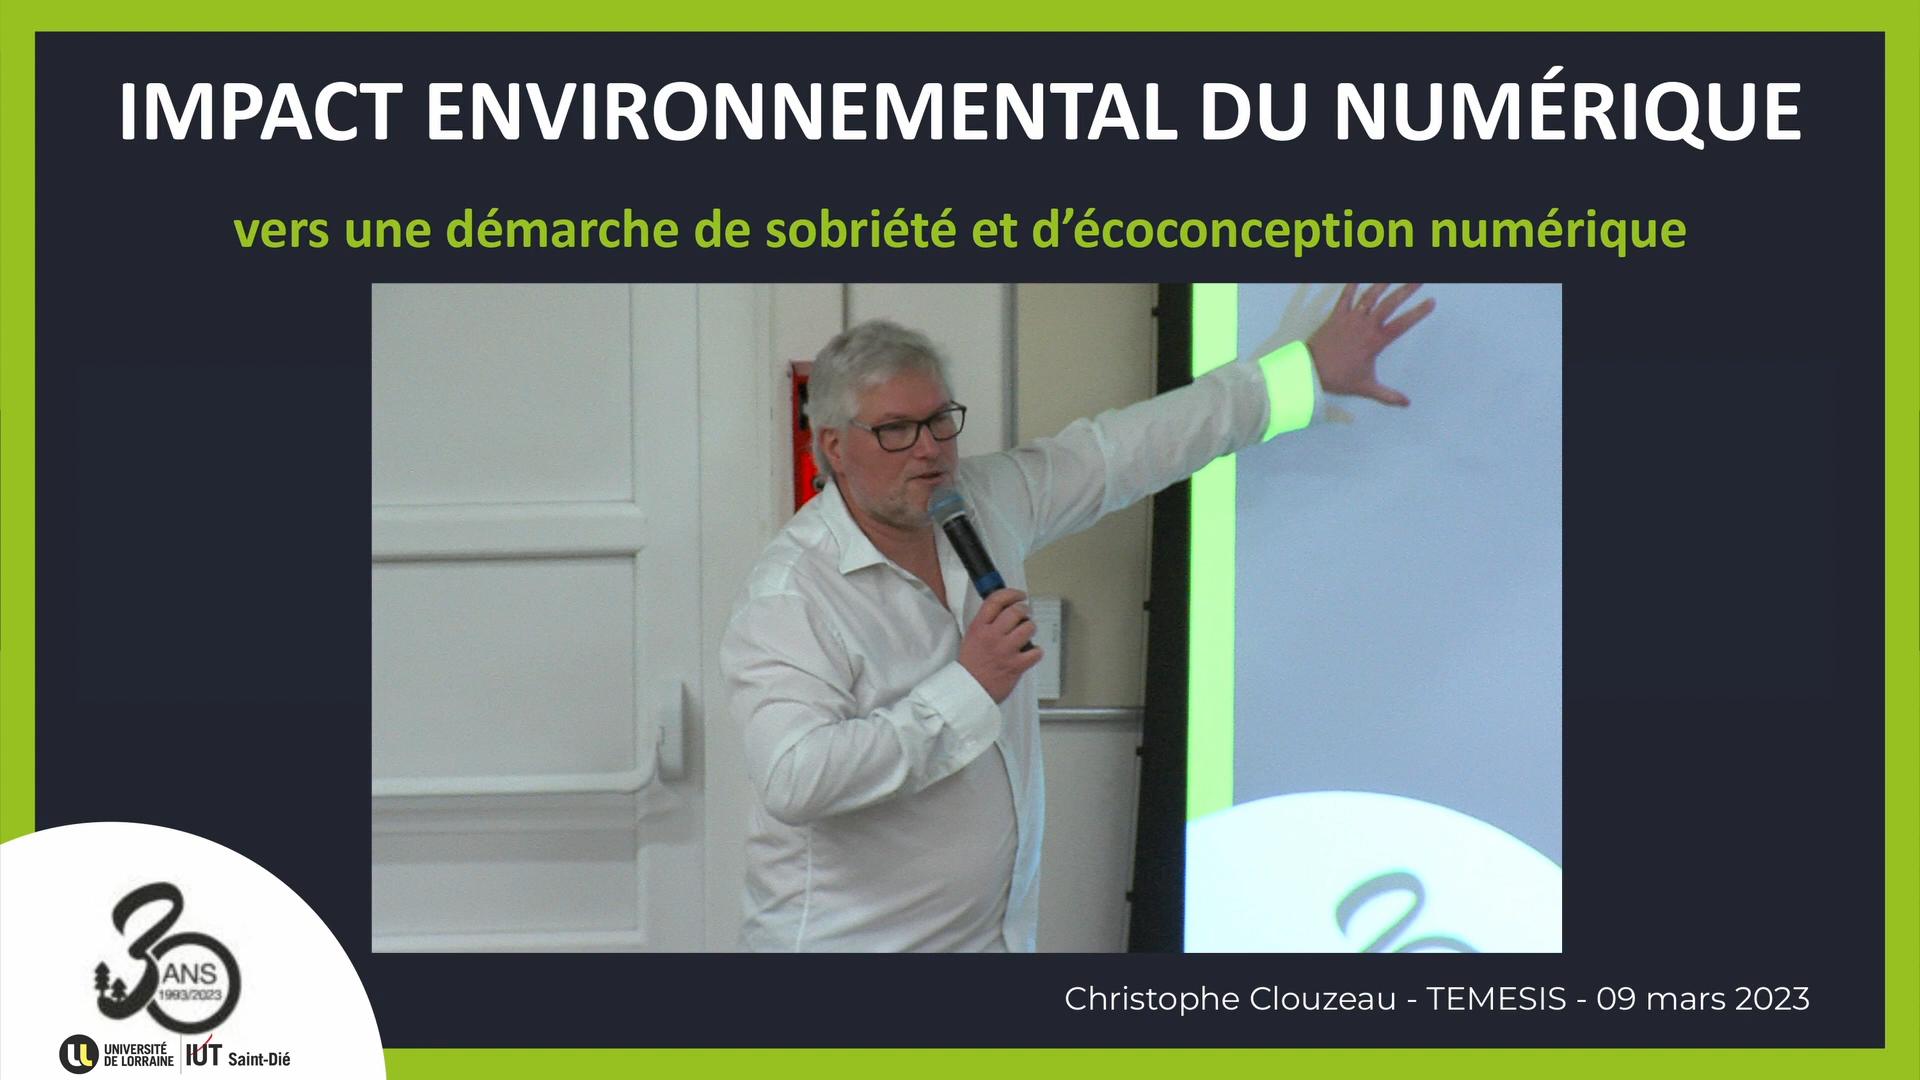 IMPACT ENVIRONNEMENTAL DU NUMÉRIQUE
vers une démarche de sobriété et d’écoconception numérique
Christophe Clouzeau - TEMESIS - 09 mars 2023
30
ANS
1993/2023
UNIVERSITÉ
DE LORRAINE
IUT Saint-Dié